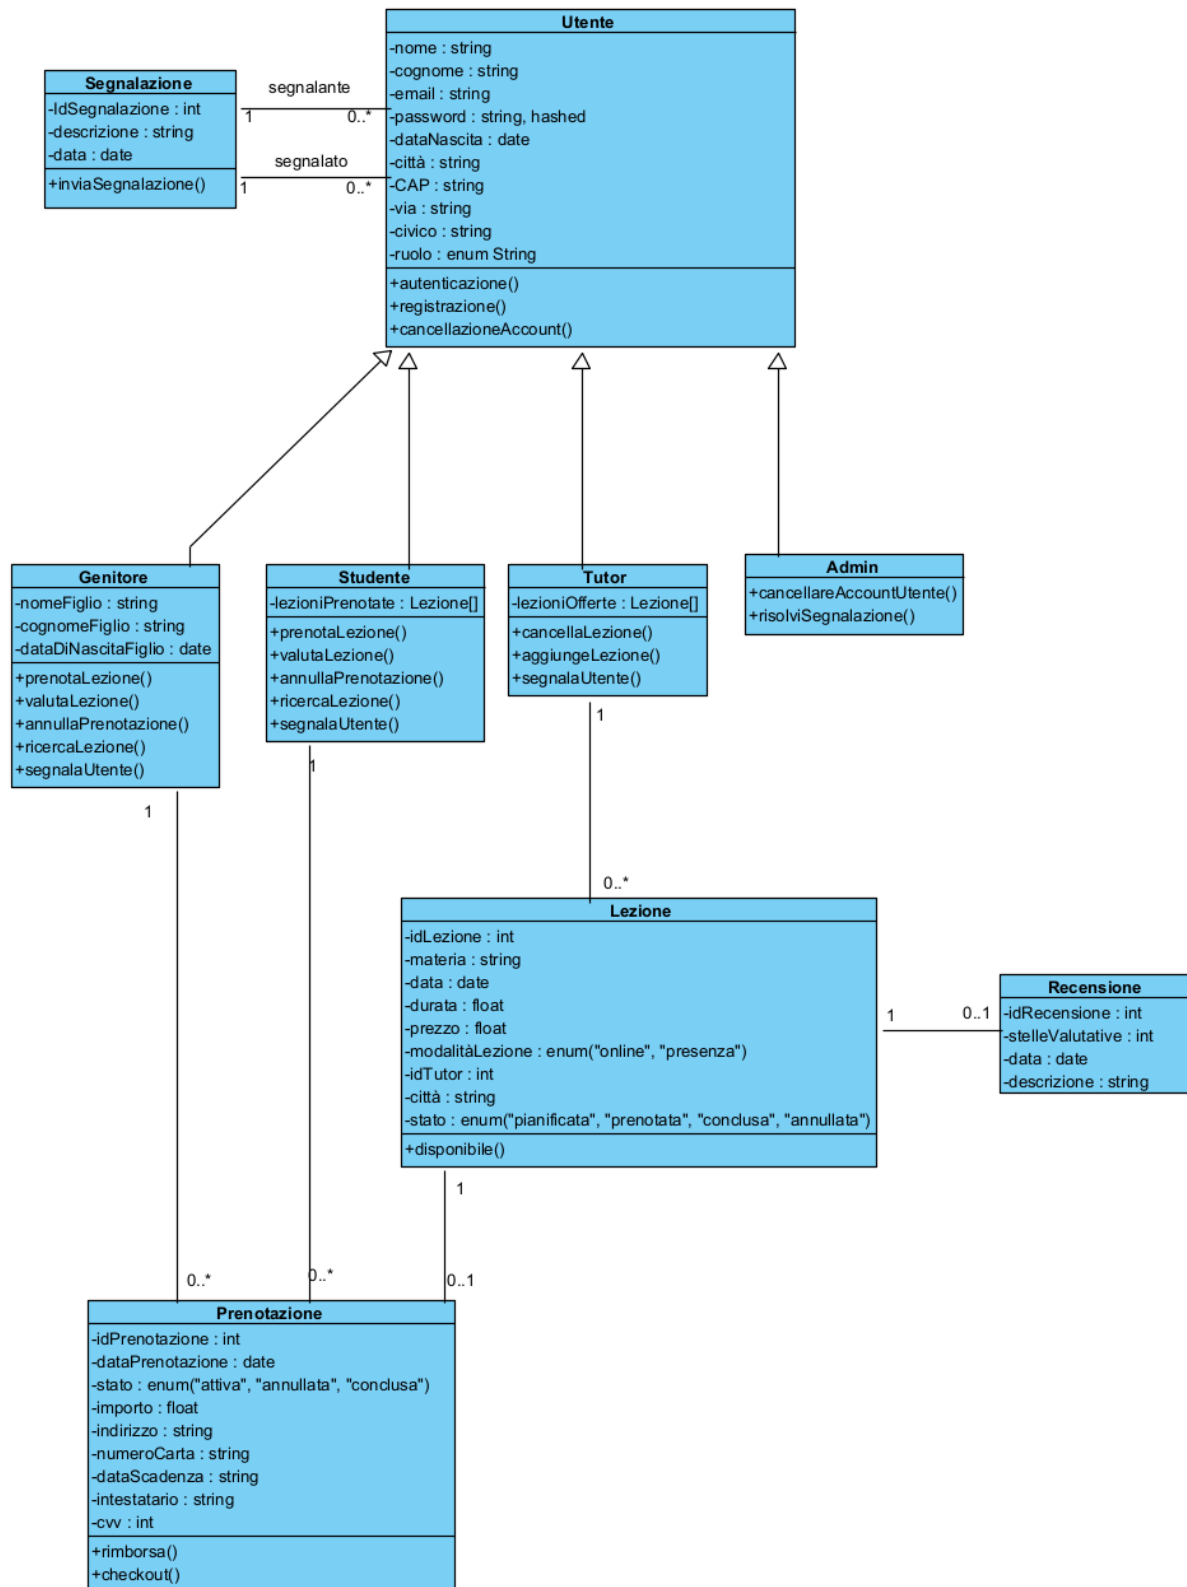 Utente
-nome : string
-cognome : string
-email : string
-password : string, hashed
-dataNascita : date
-città : string
-CAP : string
-via : string
-civico : string
-ruolo : enum String
+autenticazione()
+registrazione()
+cancellazioneAccount()
Segnalazione
-IdSegnalazione : int
-descrizione : string
-data : date
+inviaSegnalazione()
segnalante
1
0..*
segnalato
1
0..*
Genitore
-nomeFiglio : string
-cognomeFiglio : string
-dataDiNascitaFiglio : date
+prenotaLezione()
+valutaLezione()
+annullaPrenotazione()
+ricercaLezione()
+segnalaUtente()
Studente
-lezioniPrenotate : Lezione[]
+prenotaLezione()
+valutaLezione()
+annullaPrenotazione()
+ricercaLezione()
+segnalaUtente()
Tutor
-lezioniOfferte : Lezione[]
+cancellaLezione()
+aggiungeLezione()
+segnalaUtente()
Admin
+cancellareAccountUtente()
+risolviSegnalazione()
1
1
1
0..*
Lezione
-idLezione : int
-materia : string
-data : date
-durata : float
-prezzo : float
-modalitàLezione : enum("online", "presenza")
-idTutor : int
-città : string
-stato : enum("pianificata", "prenotata", "conclusa", "annullata")
+disponibile()
1
0..1
Recensione
-idRecensione : int
-stelleValutative : int
-data : date
-descrizione : string
1
0..*
0..*
0..1
Prenotazione
-idPrenotazione : int
-dataPrenotazione : date
-stato : enum("attiva", "annullata", "conclusa")
-importo : float
-indirizzo : string
-numeroCarta : string
-dataScadenza : string
-intestatario : string
-cvv : int
+rimborsa()
+checkout()